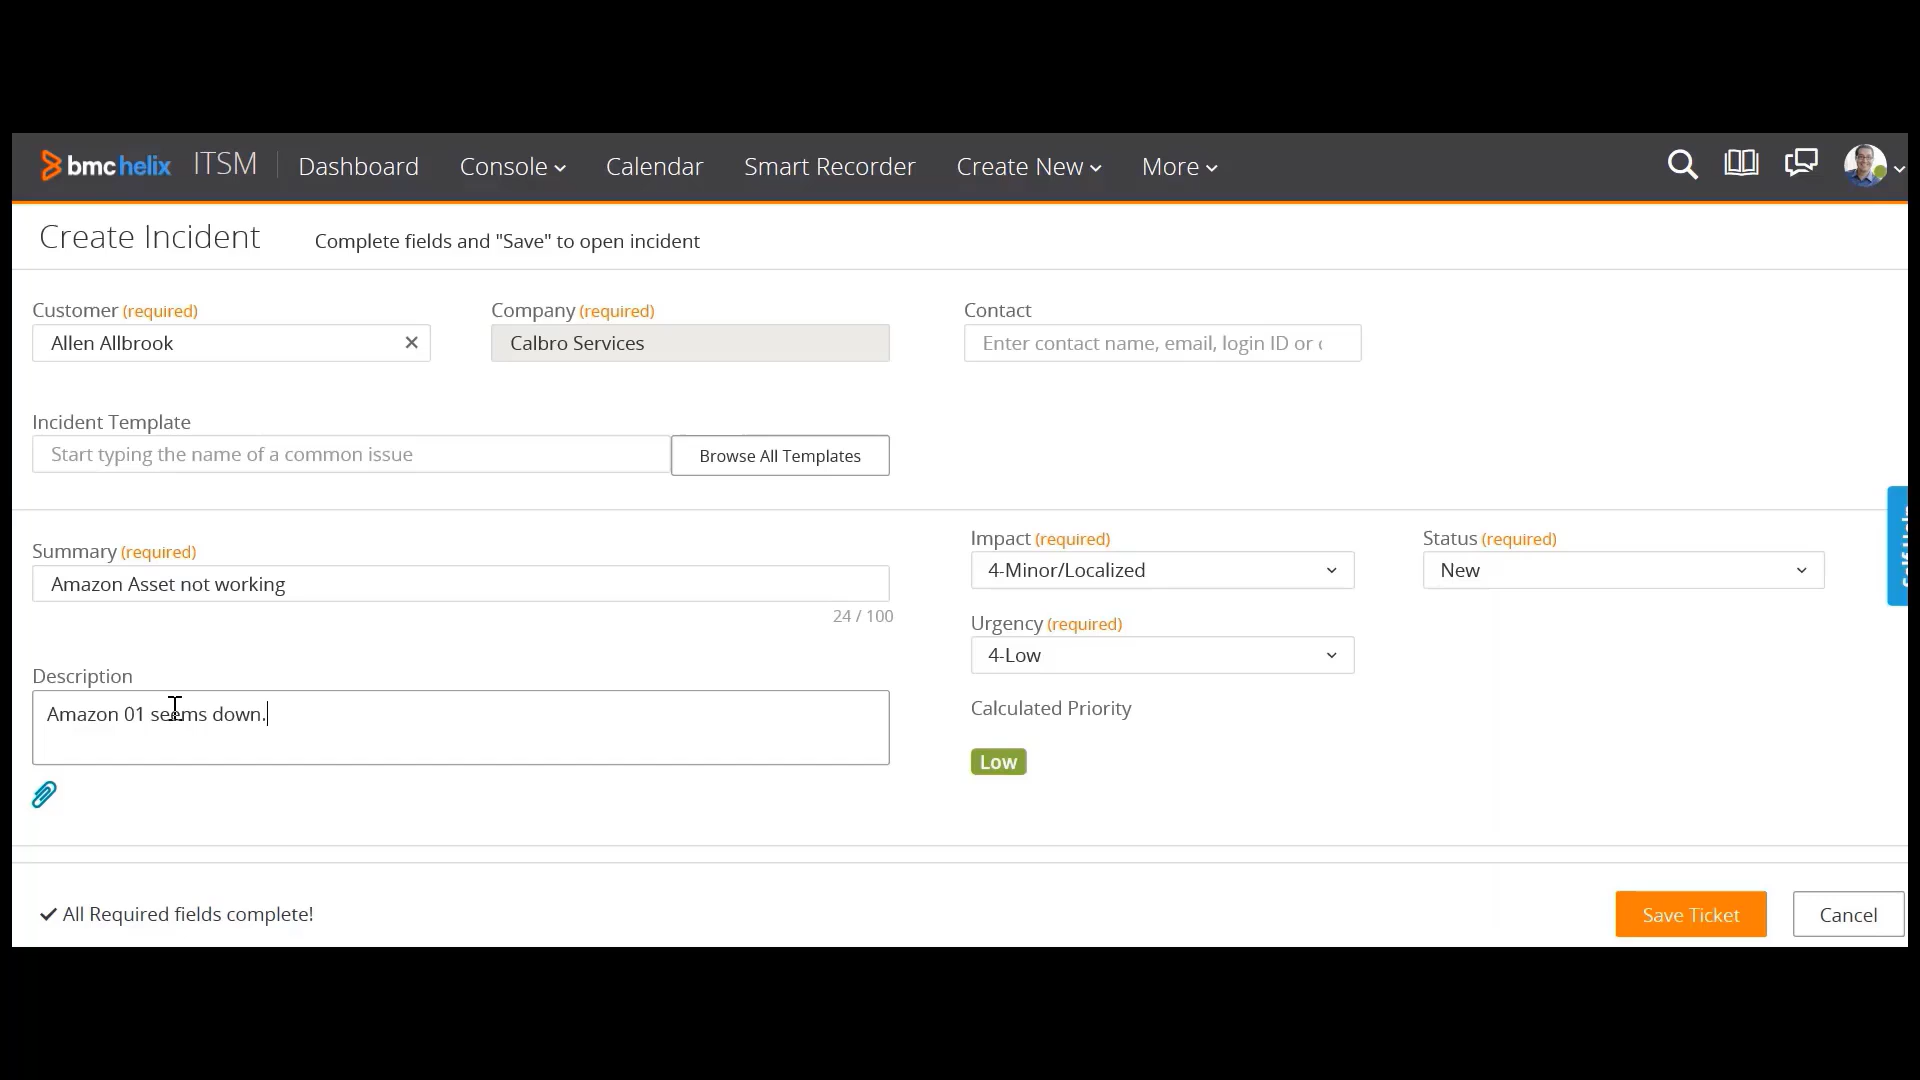 bmc helix ITSM Dashboard Console Calendar Smart Recorder Create New More
Create Incident Complete fields and "Save" to open incident
Customer (required) Company (required) Contact
Allen Allbrook Calbro Services Enter contact name, email, login ID or
Incident Template
Start typing the name of a common issue Browse All Templates
Impact (required) Status (required)
Summary (required)
4-Minor/Localized New
Amazon Asset not working
24 / 100
Urgency (required)
4-Low
Description
Calculated Priority
Amazon 01 seems down.
Low
All Required fields complete! Save Ticket Cancel